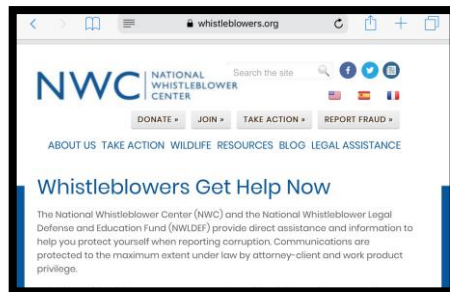 whistleblowers.org
NWC
NATIONAL
WHISTLEBLOWER
CENTER
Search the site
DONATE »
JOIN »
TAKE ACTION »
REPORT FRAUD »
ABOUT US TAKE ACTION WILDLIFE RESOURCES BLOG LEGAL ASSISTANCE
Whistleblowers Get Help Now
The National Whistleblower Center (NWC) and the National Whistleblower Legal
Defense and Education Fund (NWLDEF) provide direct assistance and information to
help you protect yourself when reporting corruption. Communications are
protected to the maximum extent under law by attorney-client and work product
privilege.